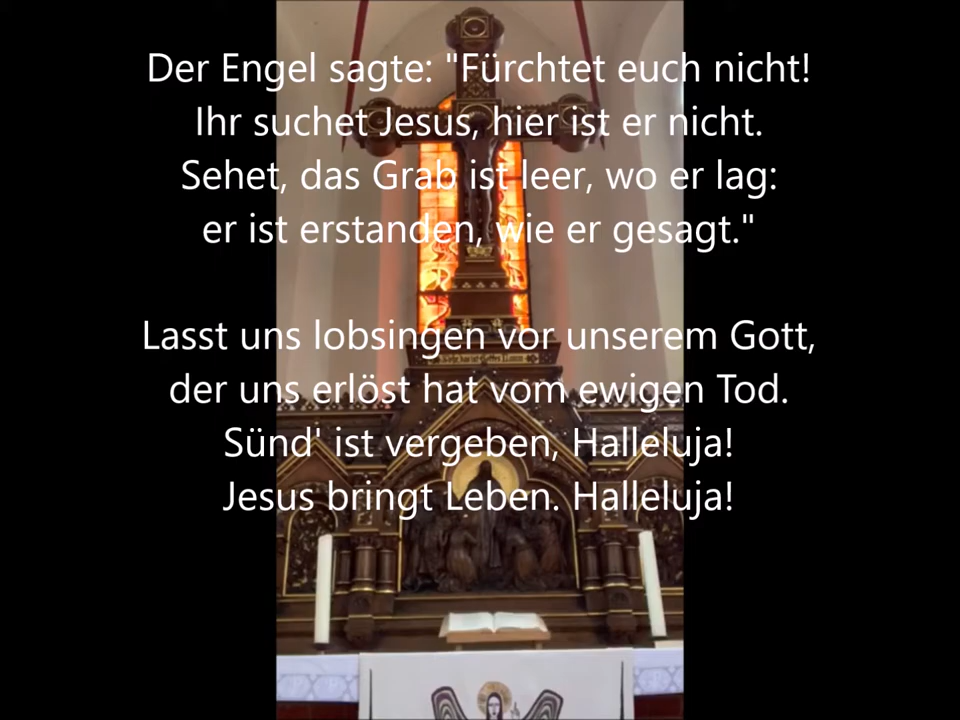 Der Engel sagte: "Fürchtet euch nicht!
Ihr suchet Jesus, hier ist er nicht.
Sehet, das Grab ist leer, wo er lag:
er ist erstanden, wie er gesagt."
Lasst uns lobsingen vor unserem Gott,
der uns erlöst hat vom ewigen Tod.
Sünd' ist vergeben, Halleluja!
Jesus bringt Leben. Halleluja!